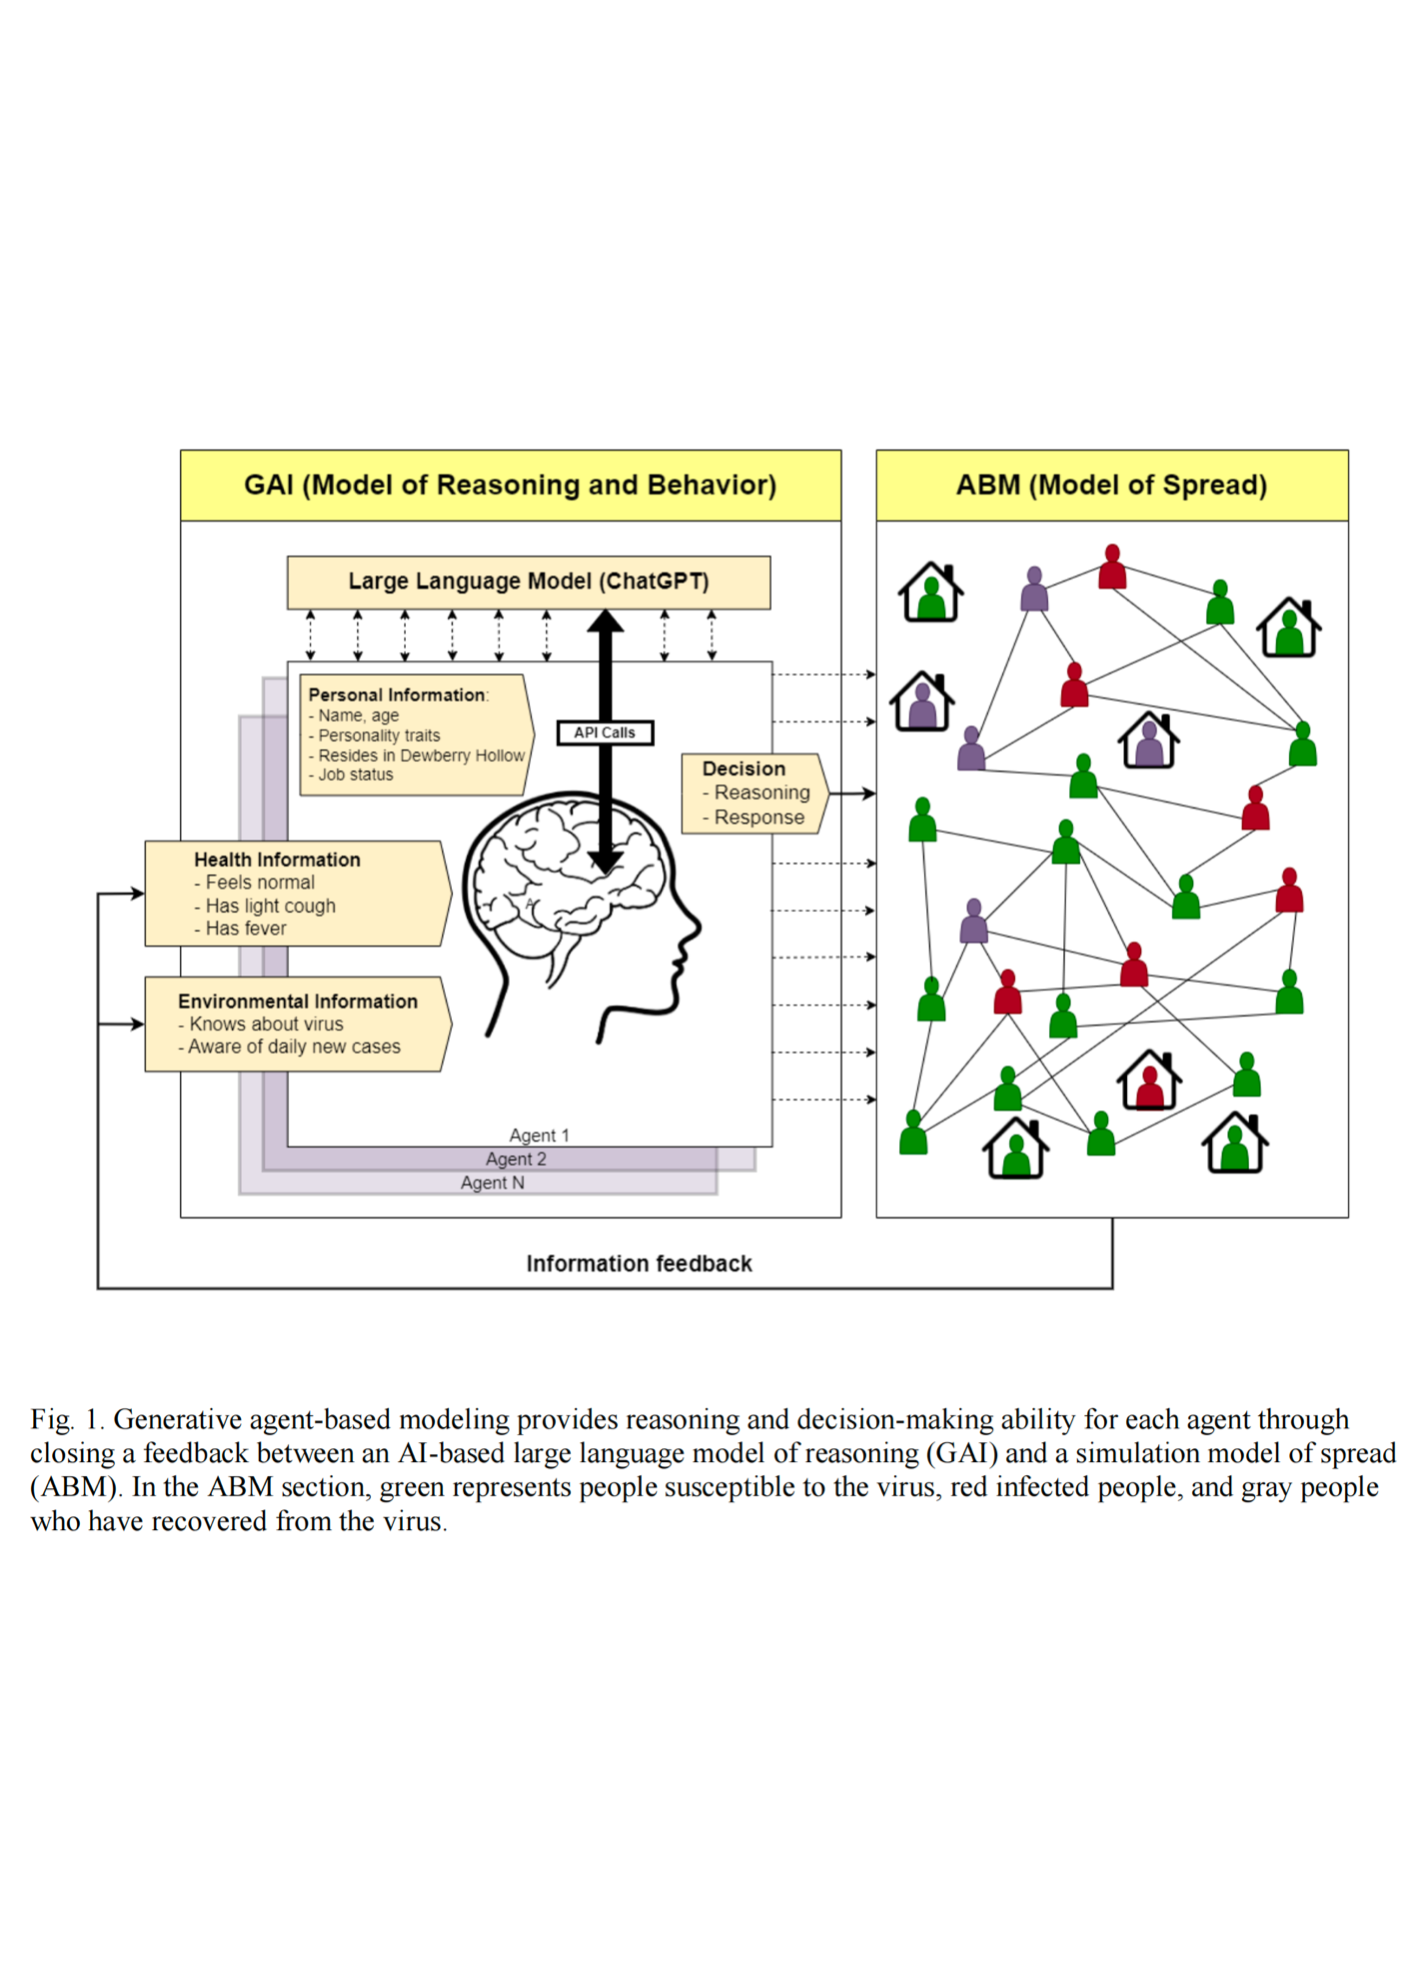 GAI (Model of Reasoning and Behavior)
ABM (Model of Spread)
Large Language Model (ChatGPT)
Personal Information:
- Name, age
- Personality traits
- Resides in Dewberry Hollow
- Job status
API Calls
Decision
- Reasoning
- Response
Health Information
- Feels normal
- Has light cough
- Has fever
Environmental Information
- Knows about virus
- Aware of daily new cases
Agent 1
Agent 2
Agent N
Information feedback
Fig. 1. Generative agent-based modeling provides reasoning and decision-making ability for each agent through
closing a feedback between an AI-based large language model of reasoning (GAI) and a simulation model of spread
(ABM). In the ABM section, green represents people susceptible to the virus, red infected people, and gray people
who have recovered from the virus.